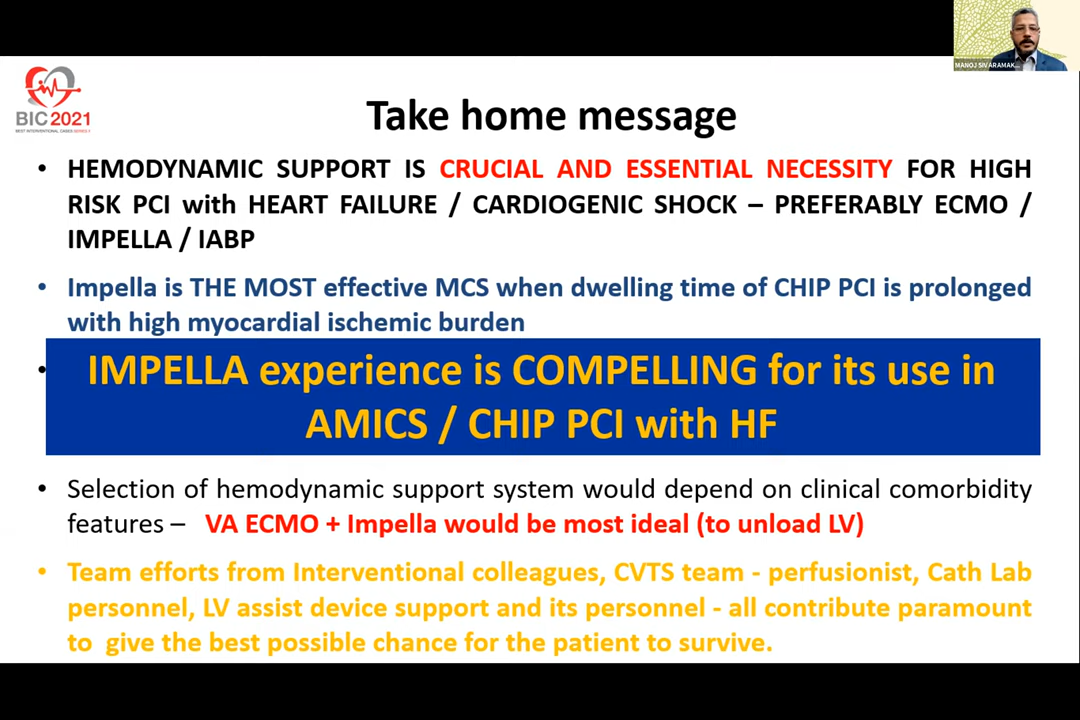 MANOJ SIVARAMAK...
BIC 2021
BEST INTERVENTIONAL CASES SERIES II
Take home message
• HEMODYNAMIC SUPPORT IS CRUCIAL AND ESSENTIAL NECESSITY FOR HIGH
RISK PCI with HEART FAILURE / CARDIOGENIC SHOCK – PREFERABLY ECMO /
IMPELLA / IABP
• Impella is THE MOST effective MCS when dwelling time of CHIP PCI is prolonged
with high myocardial ischemic burden
• IMPELLA experience is COMPELLING for its use in
AMICS / CHIP PCI with HF
• Selection of hemodynamic support system would depend on clinical comorbidity
features – VA ECMO + Impella would be most ideal (to unload LV)
• Team efforts from Interventional colleagues, CVTS team - perfusionist, Cath Lab
personnel, LV assist device support and its personnel - all contribute paramount
to give the best possible chance for the patient to survive.